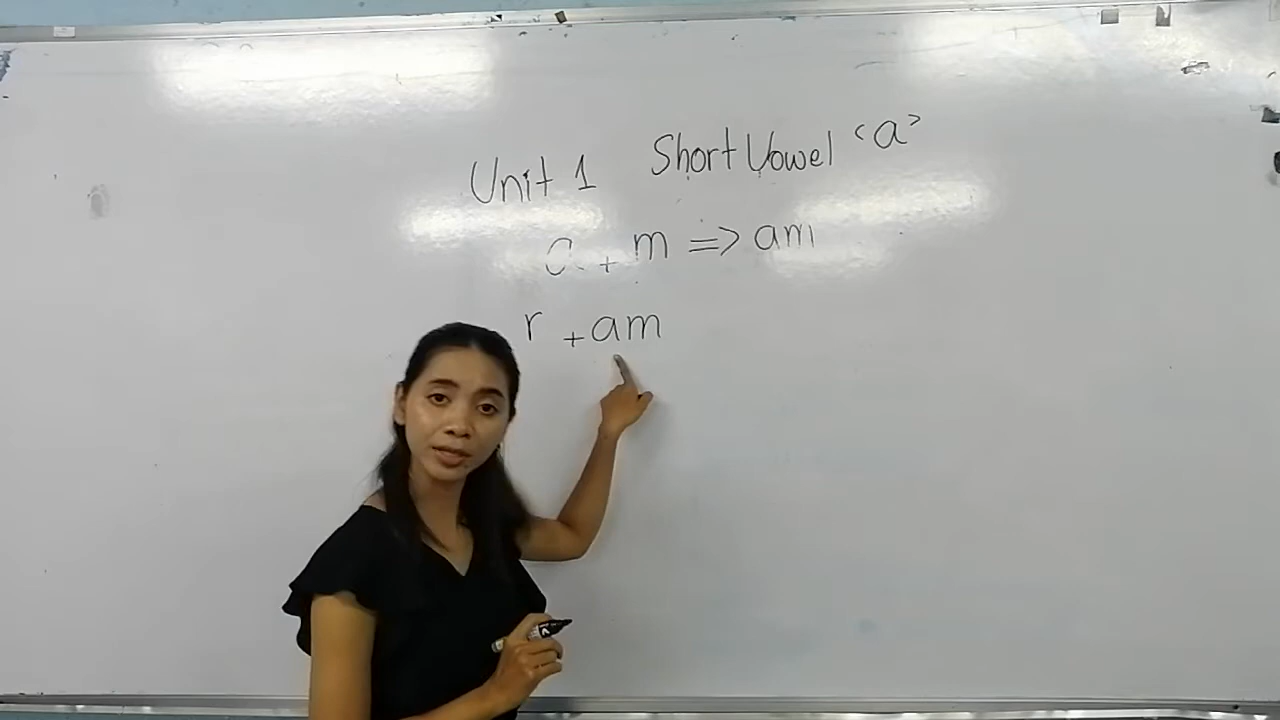 Unit 1 Short Vowel ‹a›
a + m => am
r + am